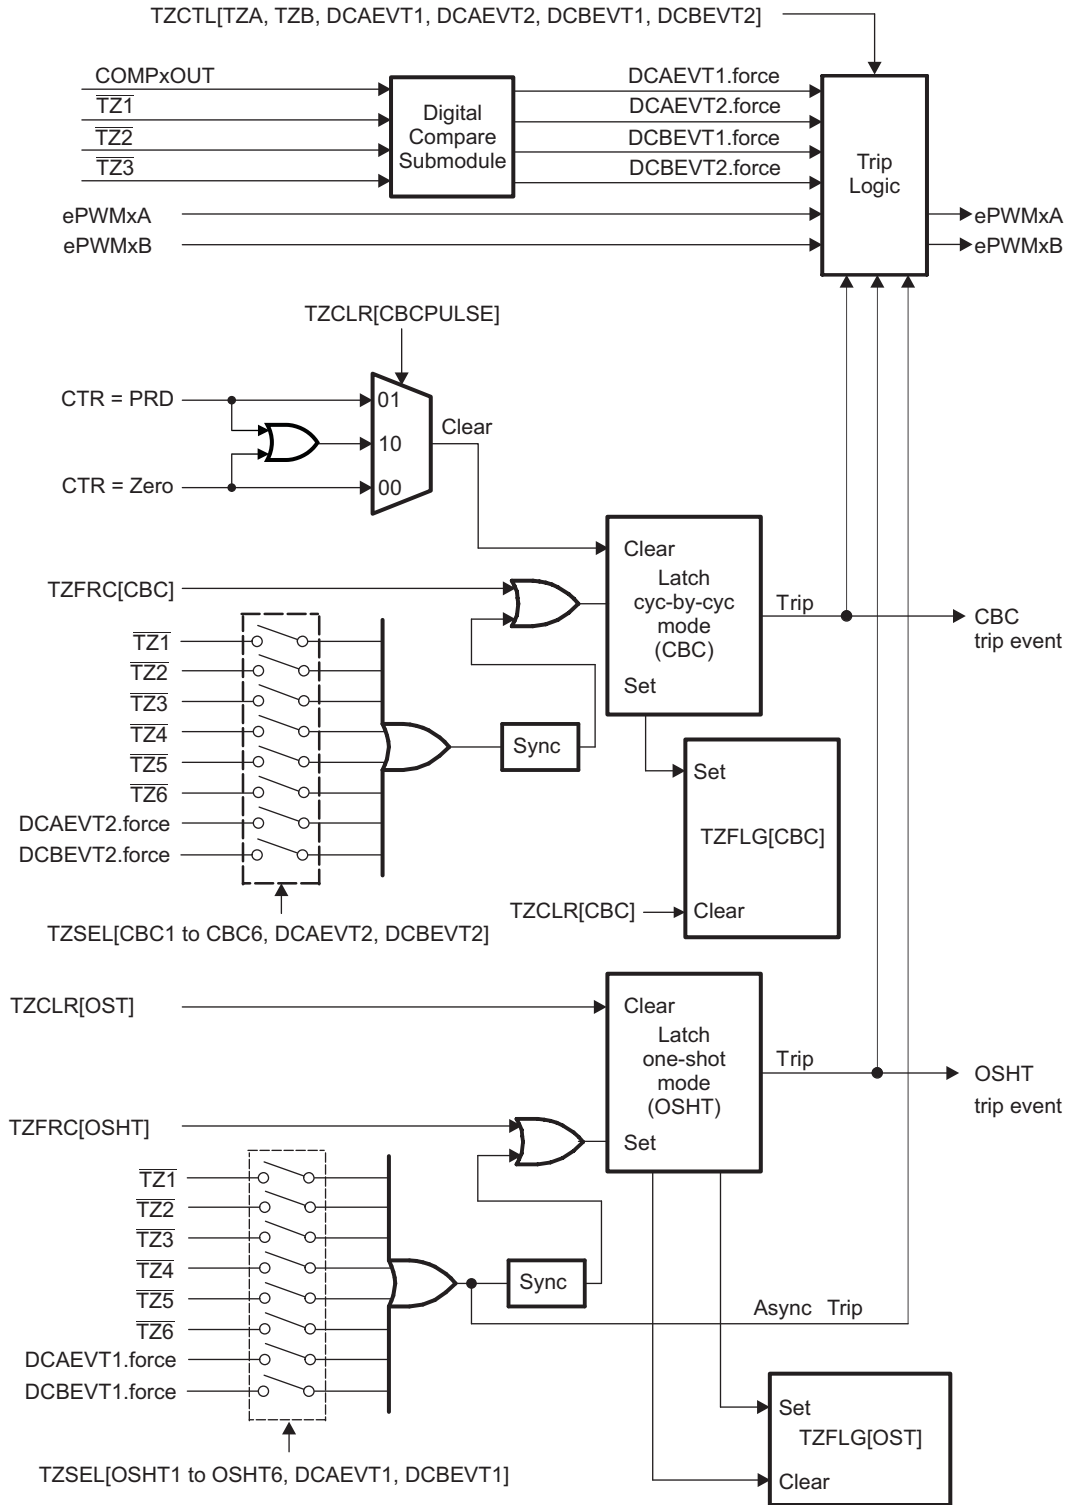 TZCTL[TZA, TZB, DCAEVT1, DCAEVT2, DCBEVT1, DCBEVT2]
COMPxOUT
TZ1
TZ2
TZ3
Digital
Compare
Submodule
DCAEVT1.force
DCAEVT2.force
DCBEVT1.force
DCBEVT2.force
Trip
Logic
ePWMxA
ePWMxB
ePWMxA
ePWMxB
TZCLR[CBCPULSE]
CTR = PRD
CTR = Zero
01
10
00
Clear
Clear
Latch
cyc-by-cyc
mode
(CBC)
Set
Trip
CBC
trip event
TZFRC[CBC]
TZ1
TZ2
TZ3
TZ4
TZ5
TZ6
DCAEVT2.force
DCBEVT2.force
Sync
Set
TZFLG[CBC]
Clear
TZCLR[CBC]
TZSEL[CBC1 to CBC6, DCAEVT2, DCBEVT2]
TZCLR[OST]
Clear
Latch
one-shot
mode
(OSHT)
Set
Trip
OSHT
trip event
TZFRC[OSHT]
TZ1
TZ2
TZ3
TZ4
TZ5
TZ6
DCAEVT1.force
DCBEVT1.force
Sync
Async Trip
Set
TZFLG[OST]
Clear
TZSEL[OSHT1 to OSHT6, DCAEVT1, DCBEVT1]